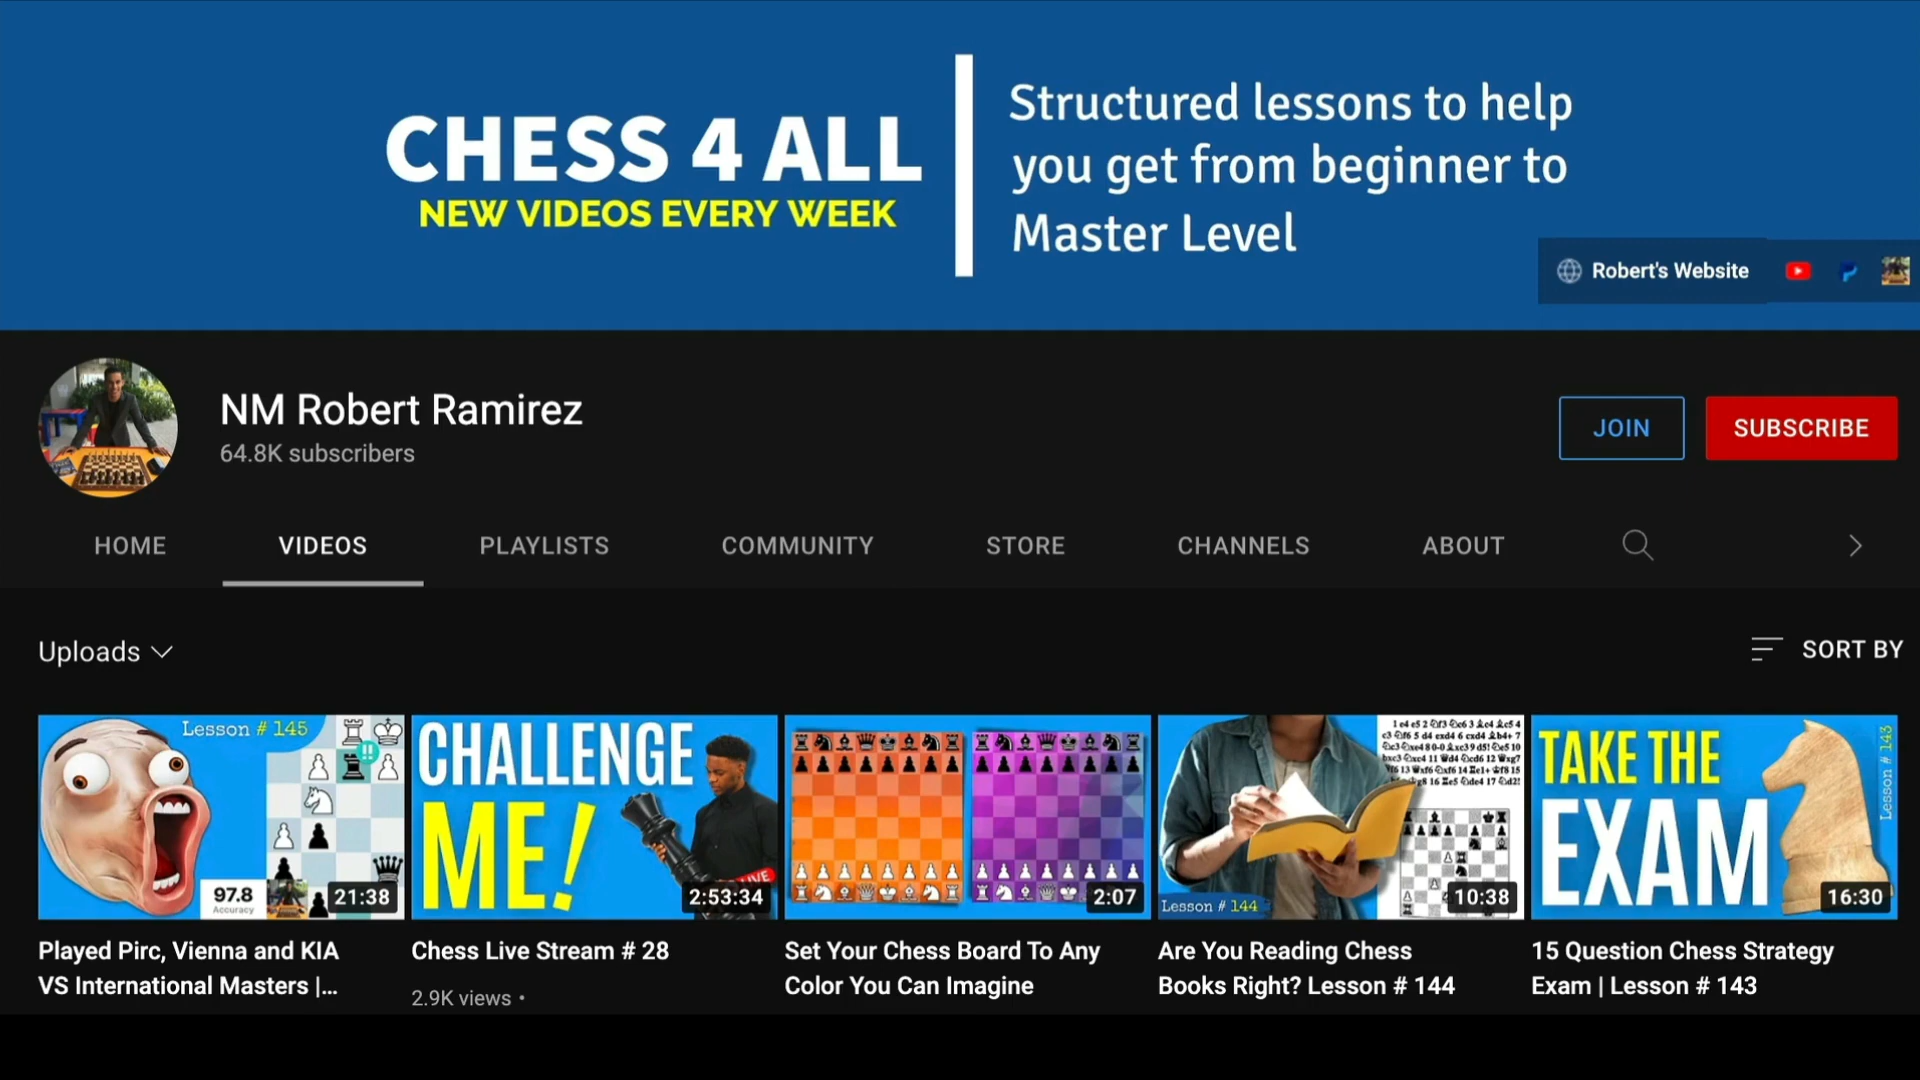 CHESS 4 ALL
NEW VIDEOS EVERY WEEK
Structured lessons to help
you get from beginner to
Master Level
Robert's Website
NM Robert Ramirez
64.8K subscribers
JOIN
SUBSCRIBE
HOME
VIDEOS
PLAYLISTS
COMMUNITY
STORE
CHANNELS
ABOUT
Uploads
SORT BY
Lesson # 145
97.8
Accuracy
21:38
Played Pirc, Vienna and KIA
VS International Masters |...
CHALLENGE
ME!
2:53:34
Chess Live Stream # 28
2.9K views •
2:07
Set Your Chess Board To Any
Color You Can Imagine
Lesson # 144
10:38
Are You Reading Chess
Books Right? Lesson # 144
TAKE THE
EXAM
Lesson # 143
16:30
15 Question Chess Strategy
Exam | Lesson # 143